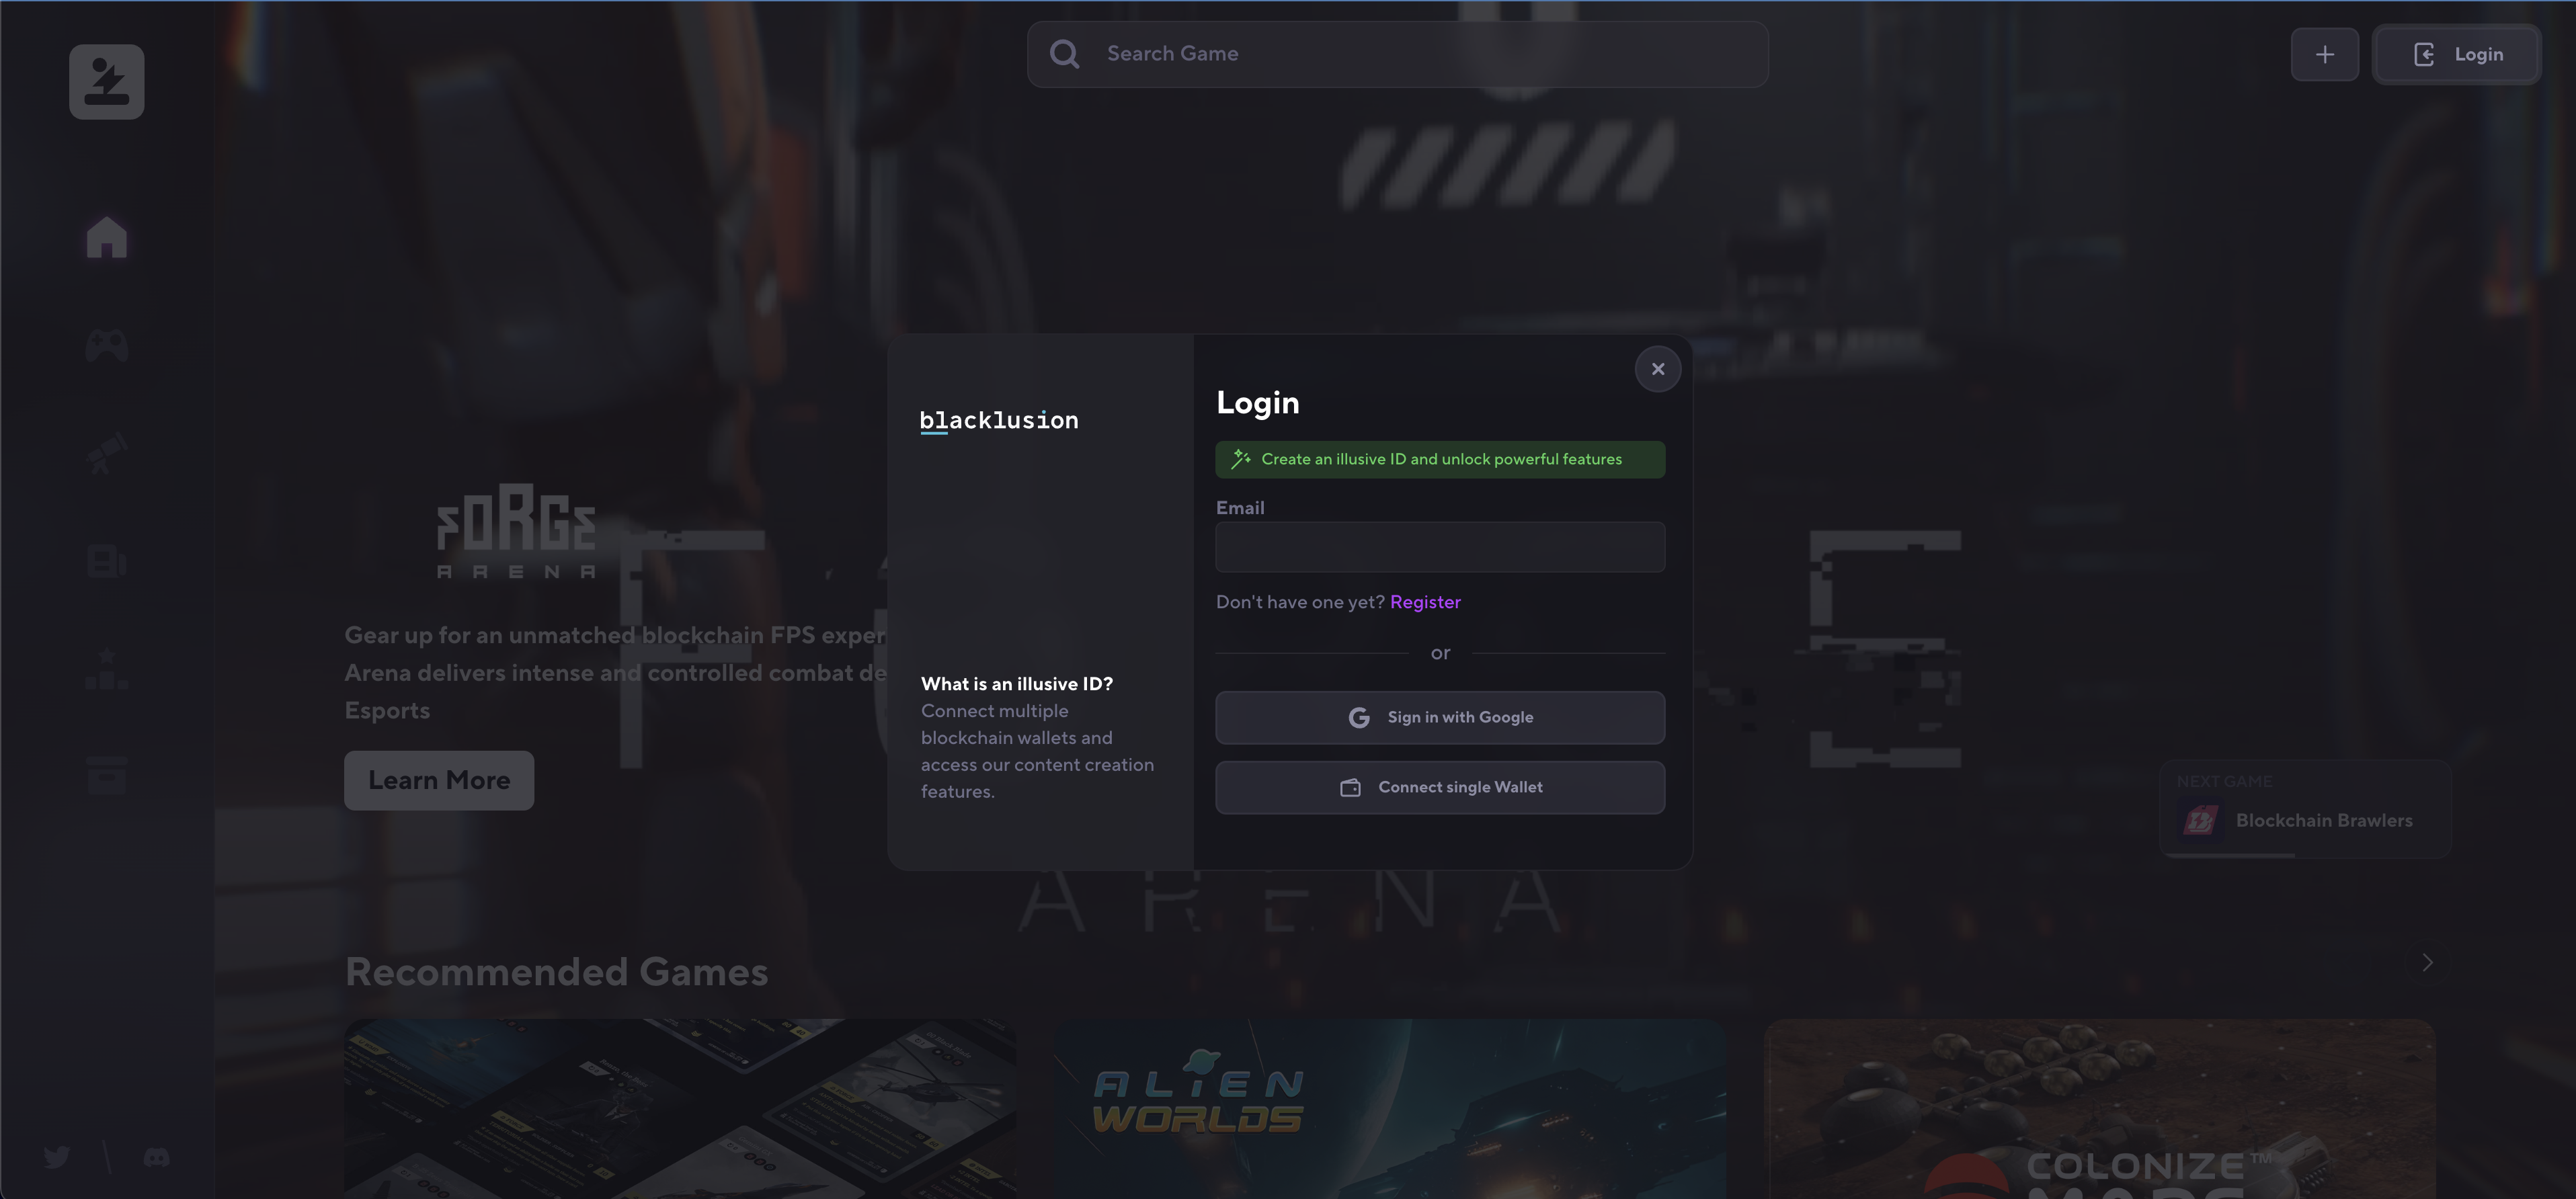 Search Game
Login
FORGE
ARENA
Gear up for an unmatched blockchain FPS exper
Arena delivers intense and controlled combat de
Esports
Learn More
blacklusion
What is an illusive ID?
Connect multiple
blockchain wallets and
access our content creation
features.
Login
Create an illusive ID and unlock powerful features
Email
Don't have one yet? Register
or
Sign in with Google
Connect single Wallet
NEXT GAME
Blockchain Brawlers
ARENA
Recommended Games
ALIEN
WORLDS
COLONIZE™